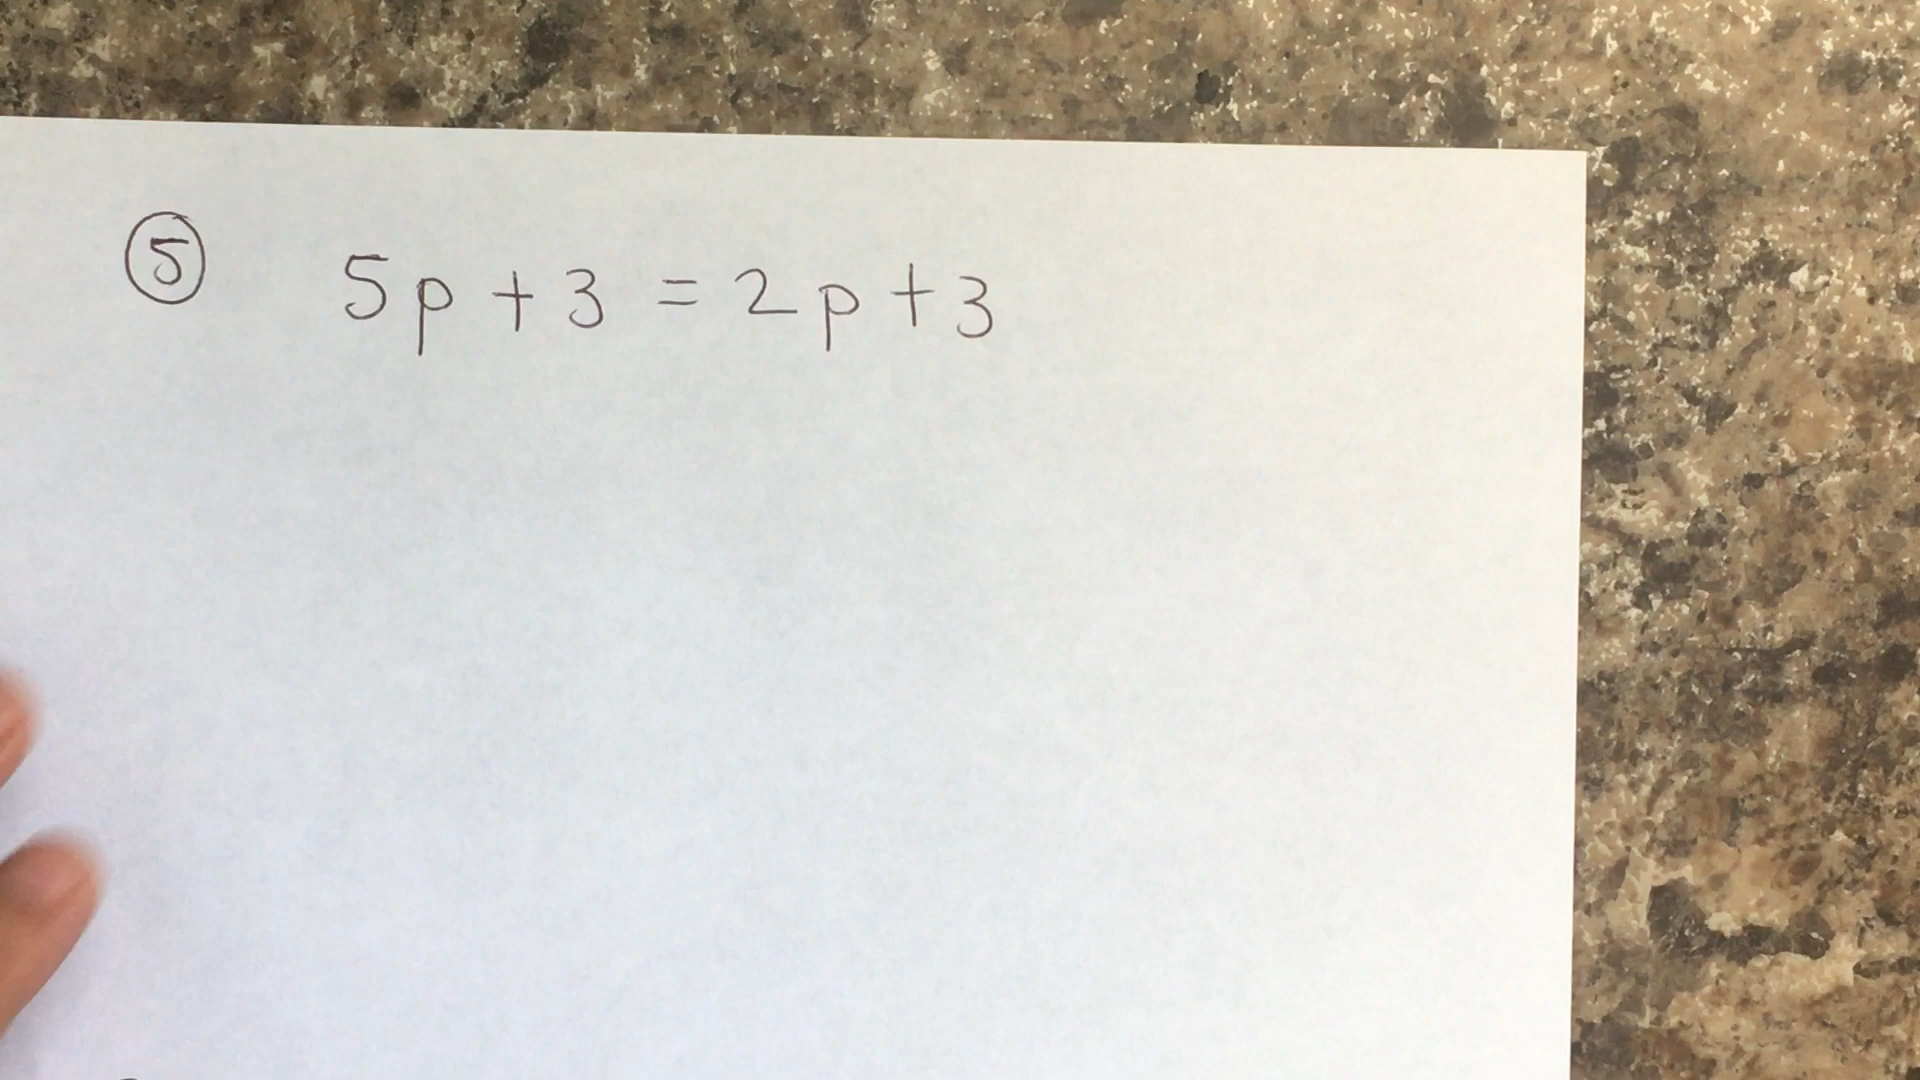 ⑤ 5p + 3 = 2p + 3